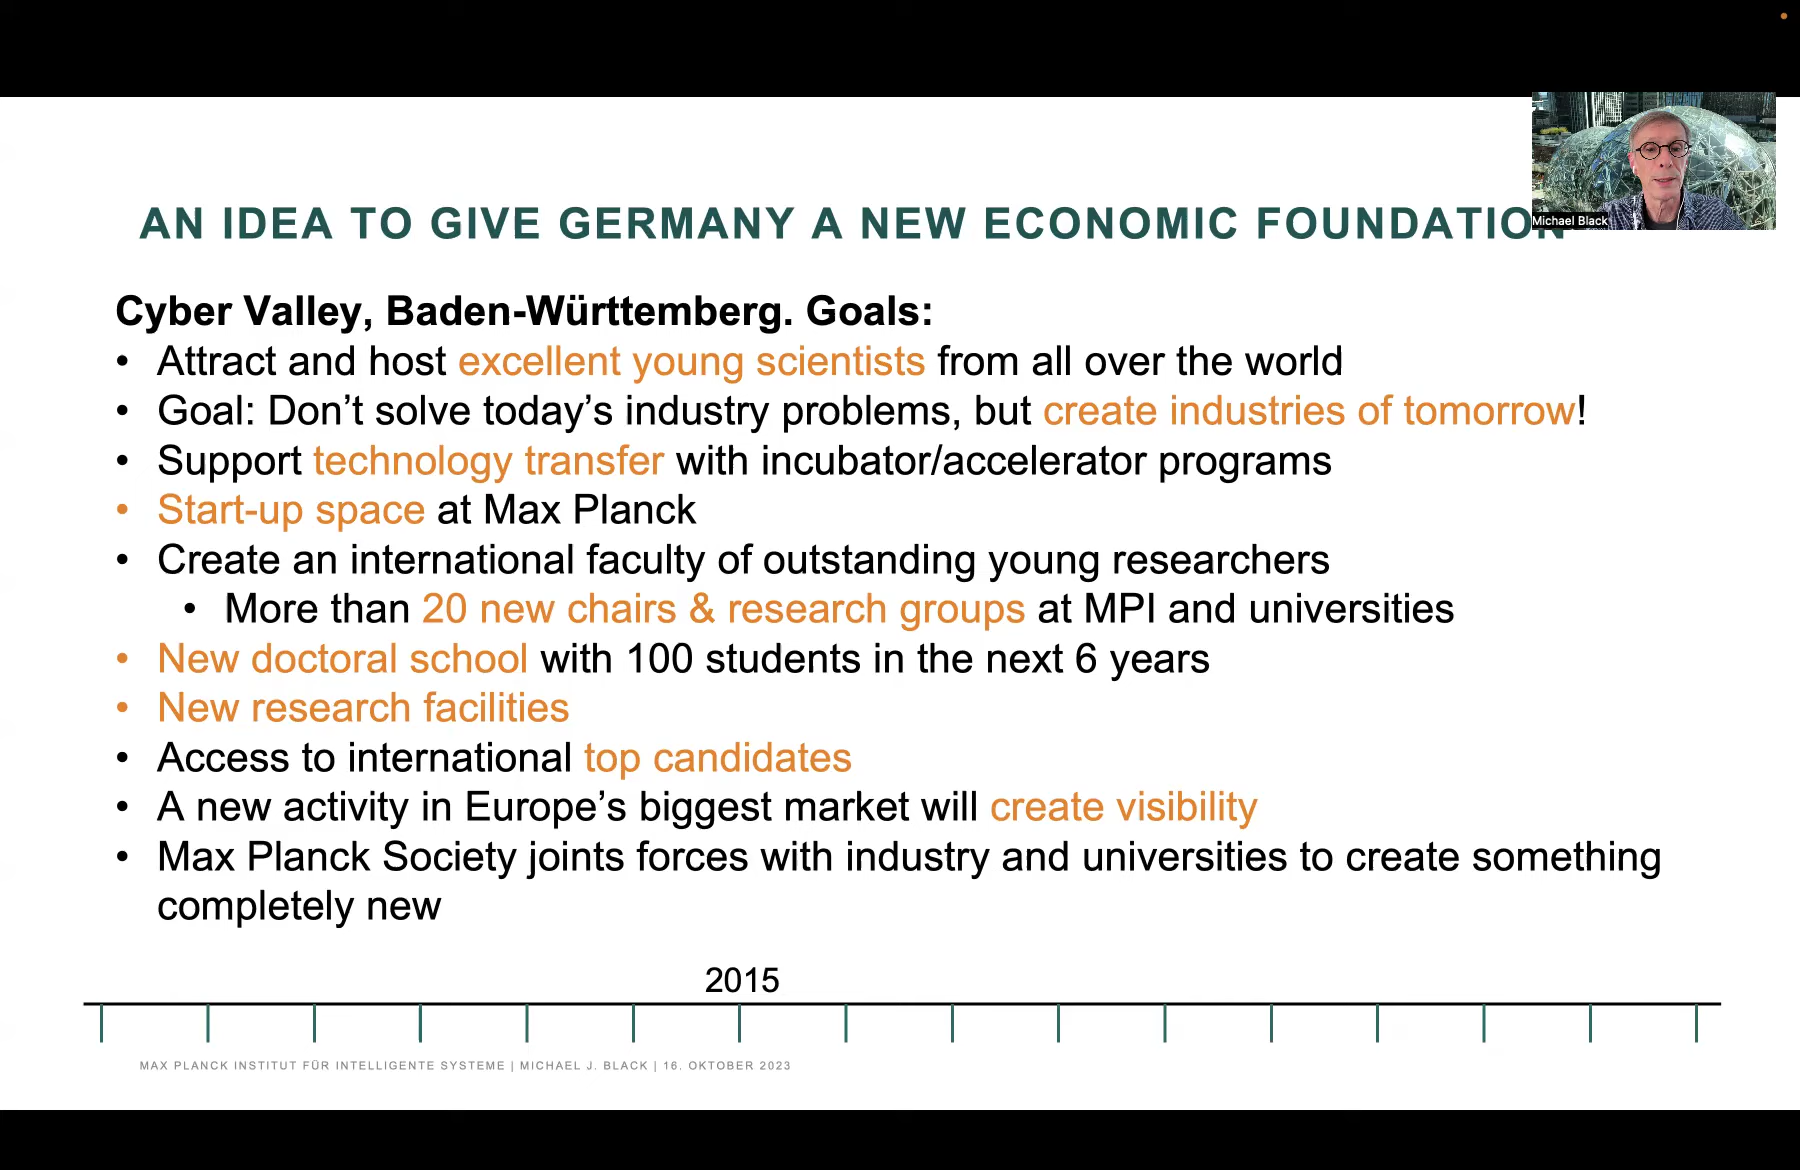 AN IDEA TO GIVE GERMANY A NEW ECONOMIC FOUNDATION
Michael Black
Cyber Valley, Baden-Württemberg. Goals:
• Attract and host excellent young scientists from all over the world
• Goal: Don’t solve today’s industry problems, but create industries of tomorrow!
• Support technology transfer with incubator/accelerator programs
• Start-up space at Max Planck
• Create an international faculty of outstanding young researchers
• More than 20 new chairs & research groups at MPI and universities
• New doctoral school with 100 students in the next 6 years
• New research facilities
• Access to international top candidates
• A new activity in Europe’s biggest market will create visibility
• Max Planck Society joints forces with industry and universities to create something
completely new
2015
MAX PLANCK INSTITUT FÜR INTELLIGENTE SYSTEME | MICHAEL J. BLACK | 16. OKTOBER 2023